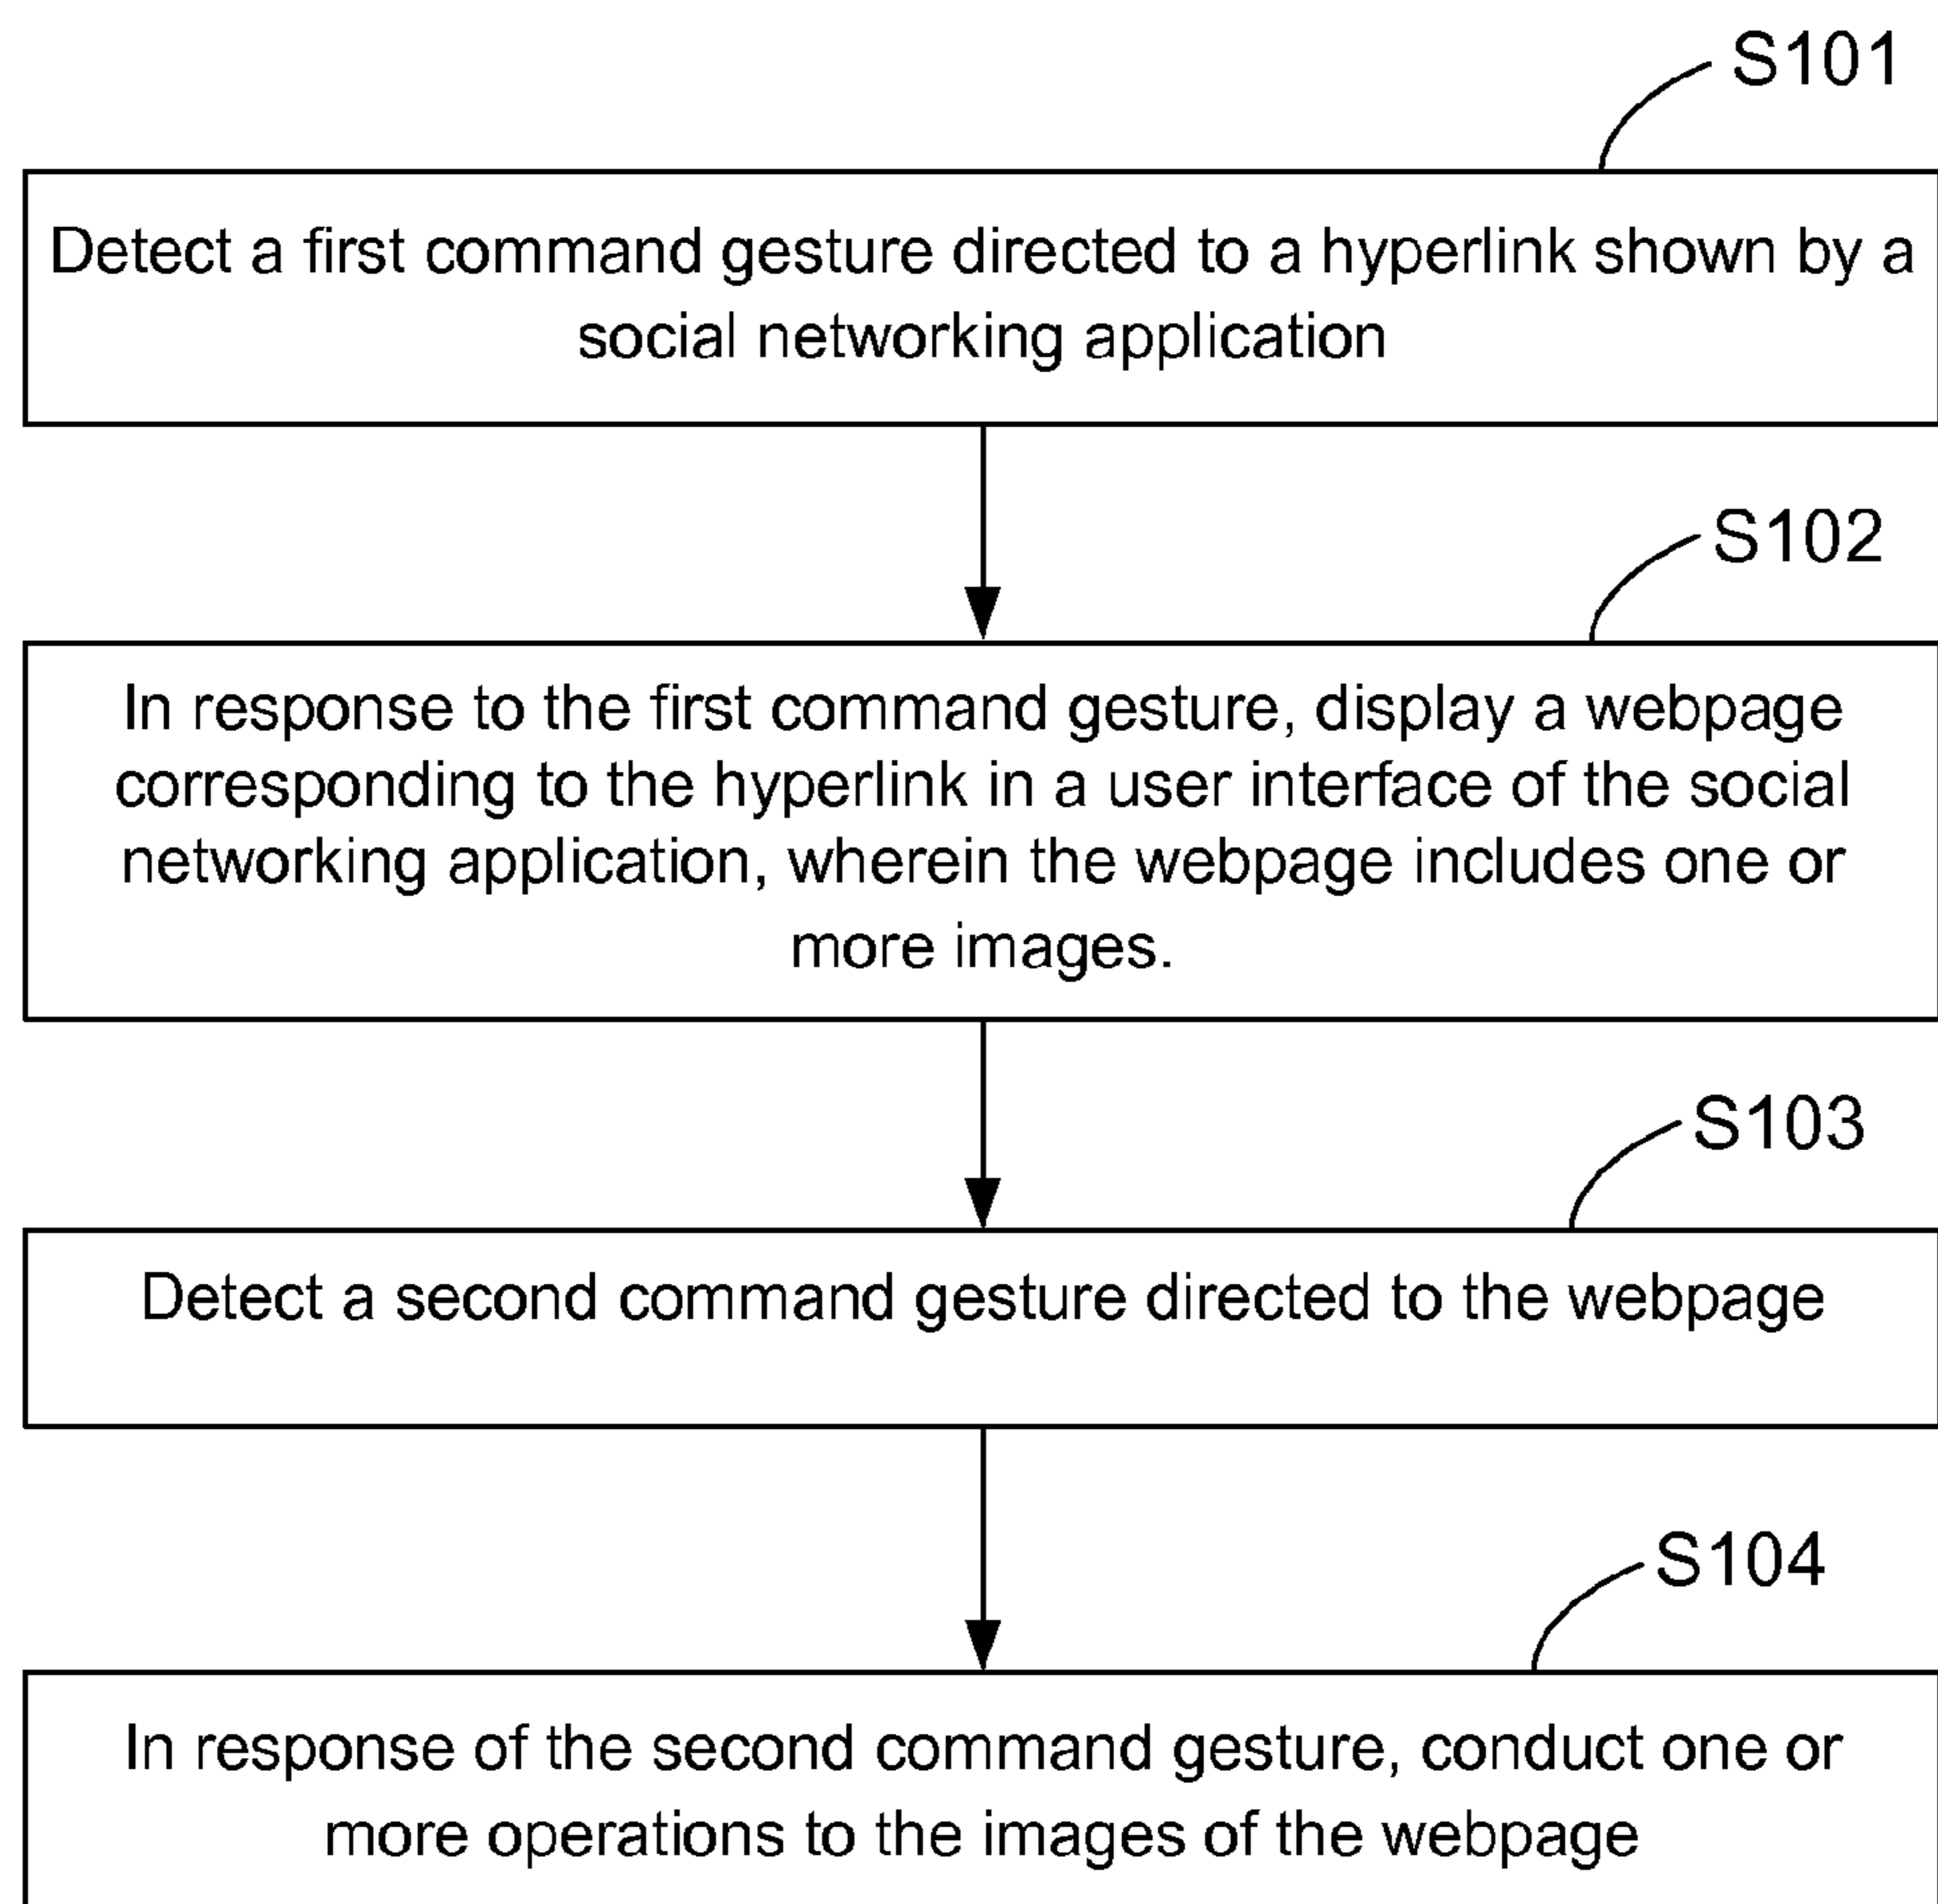 S101
Detect a first command gesture directed to a hyperlink shown by a
social networking application
S102
In response to the first command gesture, display a webpage
corresponding to the hyperlink in a user interface of the social
networking application, wherein the webpage includes one or
more images.
S103
Detect a second command gesture directed to the webpage
S104
In response of the second command gesture, conduct one or
more operations to the images of the webpage